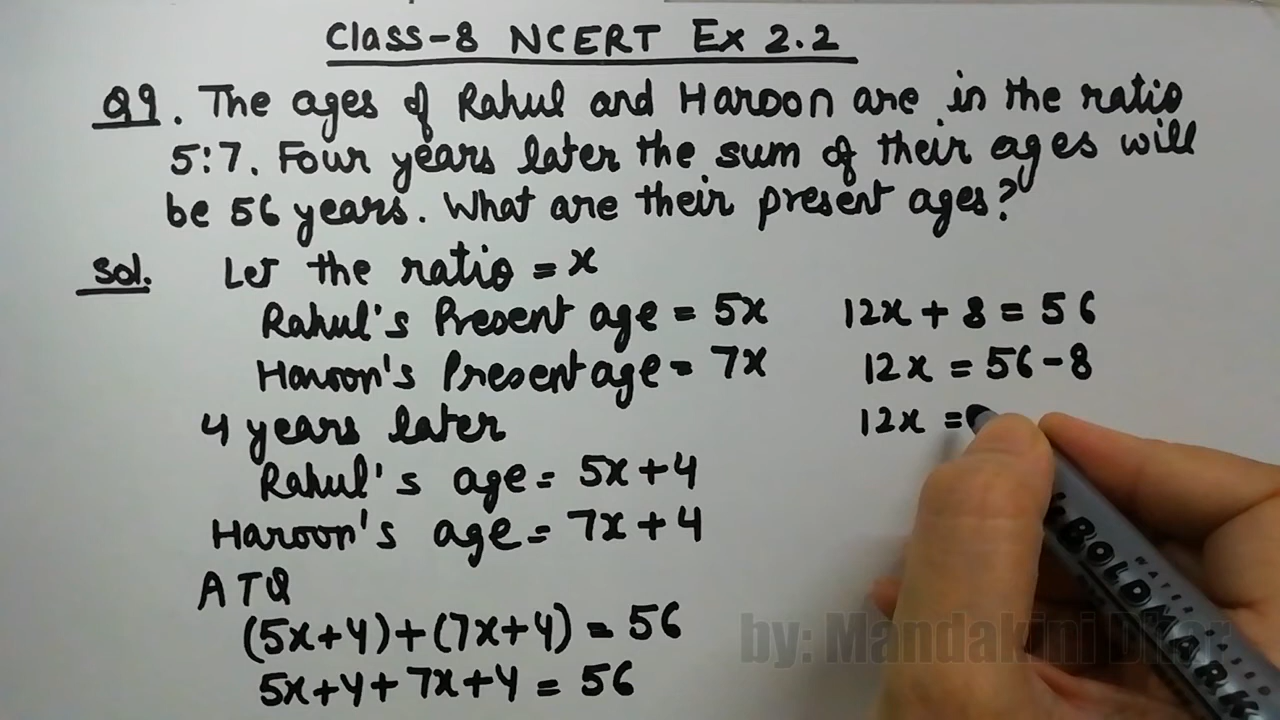 Class-8 NCERT Ex 2.2
Q9. The ages of Rahul and Haroon are in the ratio
5:7. Four years later the sum of their ages will
be 56 years. What are their present ages?
Sol. Let the ratio = x
Rahul's Present age = 5x
Haroon's Present age = 7x
4 years later
Rahul's age = 5x+4
Haroon's age = 7x+4
ATQ
(5x+4)+(7x+4) = 56
5x+4+7x+4 = 56
12x + 8 = 56
12x = 56-8
12x =
BOLDMARK
by: Mandakini Dhar